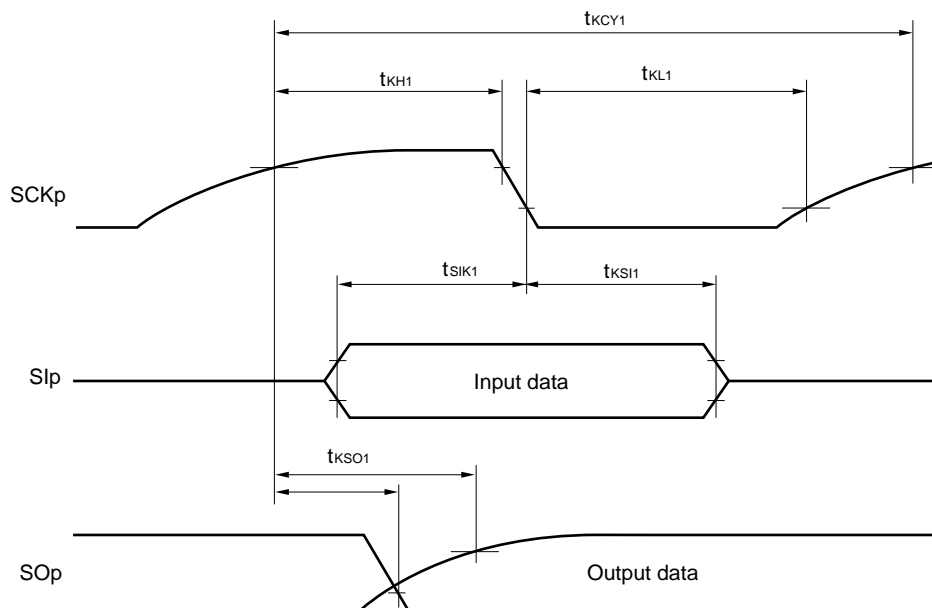 tKCY1
tKH1
tKL1
SCKp
tSIK1
tKSI1
SIp
Input data
tKSO1
SOp
Output data